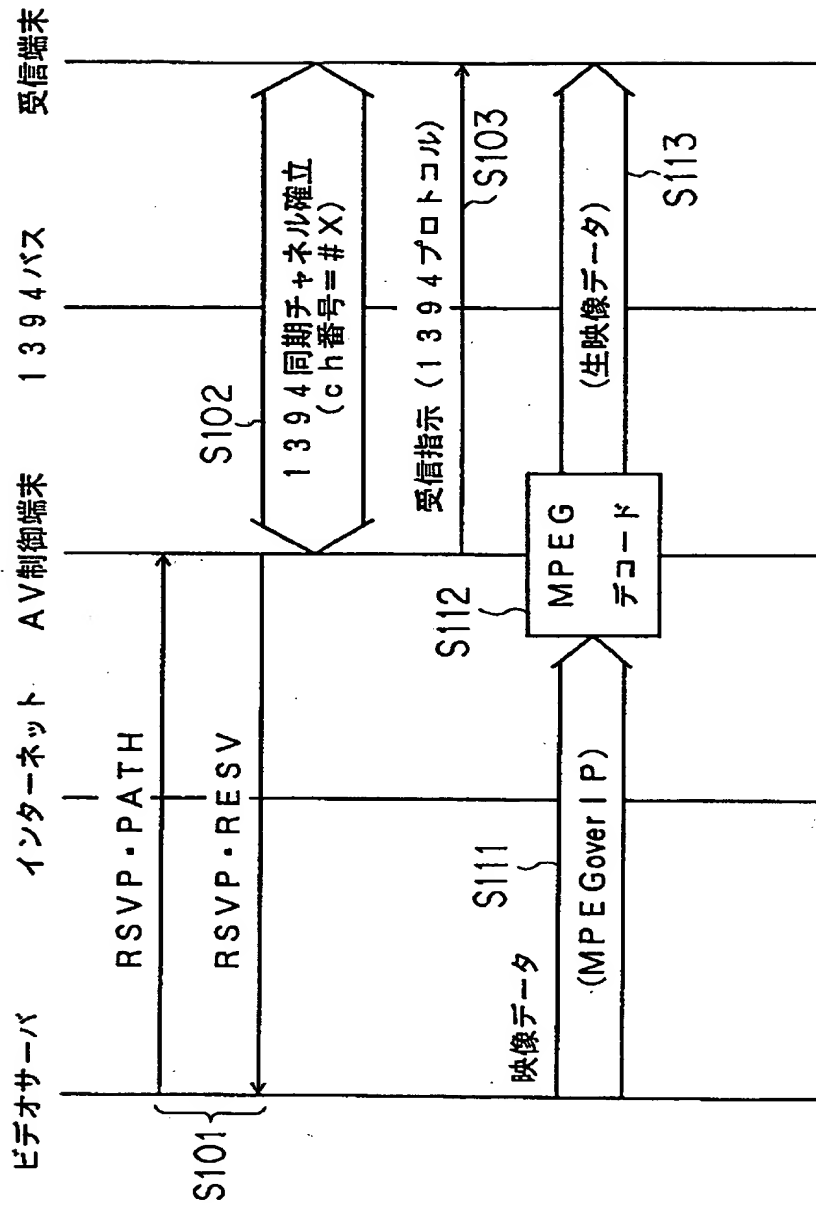 ビデオサーバ
インターネット
AV制御端末
1394バス
受信端末
RSVP・PATH
RSVP・RESV
S101
S102
1394同期チャネル確立
(ch番号=#X)
受信指示(1394プロトコル)
S103
映像データ
S111
(MPEGoverIP)
S112
MPEG
デコード
(生映像データ)
S113